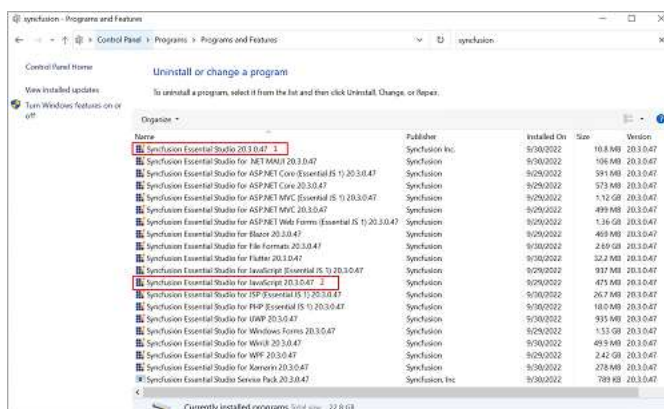 syncfusion - Programs and Features
Control Panel > Programs > Programs and Features
syncfusion
Control Panel Home
View installed updates
Turn Windows features on or off
Uninstall or change a program
To uninstall a program, select it from the list and then click Uninstall, Change, or Repair.
Organize
Name Publisher Installed On Size Version
Syncfusion Essential Studio 20.3.0.47 1 Syncfusion Inc. 9/30/2022 10.8 MB 20.3.0.47
Syncfusion Essential Studio for .NET MAUI 20.3.0.47 Syncfusion 9/30/2022 106 MB 20.3.0.47
Syncfusion Essential Studio for ASP.NET Core (Essential JS 1) 20.3.0.47 Syncfusion 9/29/2022 591 MB 20.3.0.47
Syncfusion Essential Studio for ASP.NET Core 20.3.0.47 Syncfusion 9/29/2022 573 MB 20.3.0.47
Syncfusion Essential Studio for ASP.NET MVC (Essential JS 1) 20.3.0.47 Syncfusion 9/29/2022 1.12 GB 20.3.0.47
Syncfusion Essential Studio for ASP.NET MVC 20.3.0.47 Syncfusion 9/29/2022 499 MB 20.3.0.47
Syncfusion Essential Studio for ASP.NET Web Forms (Essential JS 1) 20.3.0.47 Syncfusion 9/29/2022 1.36 GB 20.3.0.47
Syncfusion Essential Studio for Blazor 20.3.0.47 Syncfusion 9/29/2022 469 MB 20.3.0.47
Syncfusion Essential Studio for File Formats 20.3.0.47 Syncfusion 9/30/2022 2.69 GB 20.3.0.47
Syncfusion Essential Studio for Flutter 20.3.0.47 Syncfusion 9/30/2022 32.2 MB 20.3.0.47
Syncfusion Essential Studio for JavaScript (Essential JS 1) 20.3.0.47 Syncfusion 9/29/2022 937 MB 20.3.0.47
Syncfusion Essential Studio for JavaScript 20.3.0.47 2 Syncfusion 9/29/2022 475 MB 20.3.0.47
Syncfusion Essential Studio for JSP (Essential JS 1) 20.3.0.47 Syncfusion 9/30/2022 26.7 MB 20.3.0.47
Syncfusion Essential Studio for PHP (Essential JS 1) 20.3.0.47 Syncfusion 9/30/2022 18.0 MB 20.3.0.47
Syncfusion Essential Studio for UWP 20.3.0.47 Syncfusion 9/30/2022 935 MB 20.3.0.47
Syncfusion Essential Studio for Windows Forms 20.3.0.47 Syncfusion 9/29/2022 1.53 GB 20.3.0.47
Syncfusion Essential Studio for WinUI 20.3.0.47 Syncfusion 9/30/2022 49.9 MB 20.3.0.47
Syncfusion Essential Studio for WPF 20.3.0.47 Syncfusion 9/29/2022 2.42 GB 20.3.0.47
Syncfusion Essential Studio for Xamarin 20.3.0.47 Syncfusion 9/30/2022 278 MB 20.3.0.47
Syncfusion Essential Studio Service Pack 20.3.0.47 Syncfusion, Inc 9/30/2022 789 KB 20.3.0.47
Currently installed programs Total size: 22.8 GB